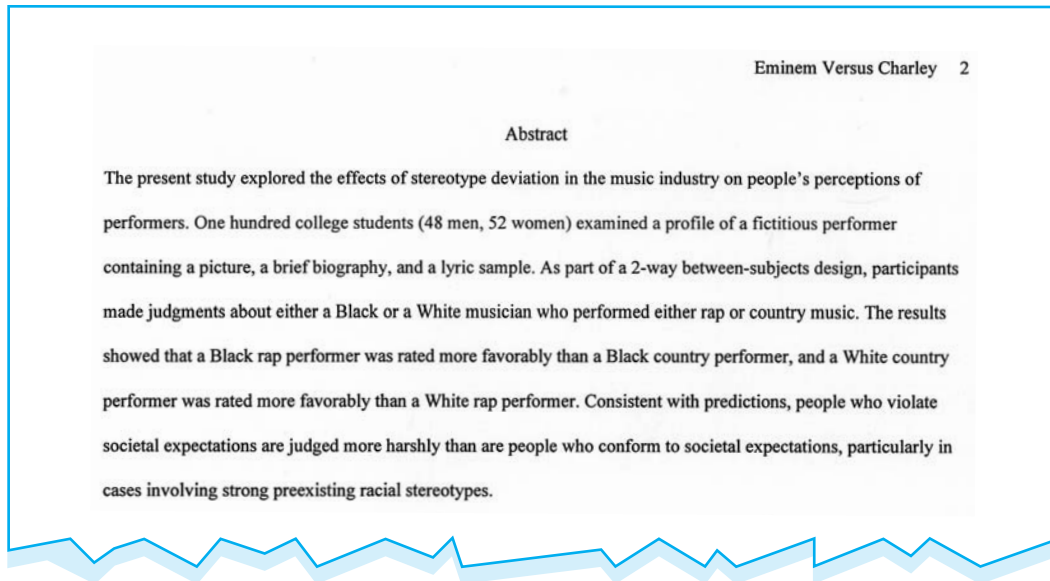 Eminem Versus Charley 2
Abstract
The present study explored the effects of stereotype deviation in the music industry on people's perceptions of
performers. One hundred college students (48 men, 52 women) examined a profile of a fictitious performer
containing a picture, a brief biography, and a lyric sample. As part of a 2-way between-subjects design, participants
made judgments about either a Black or a White musician who performed either rap or country music. The results
showed that a Black rap performer was rated more favorably than a Black country performer, and a White country
performer was rated more favorably than a White rap performer. Consistent with predictions, people who violate
societal expectations are judged more harshly than are people who conform to societal expectations, particularly in
cases involving strong preexisting racial stereotypes.